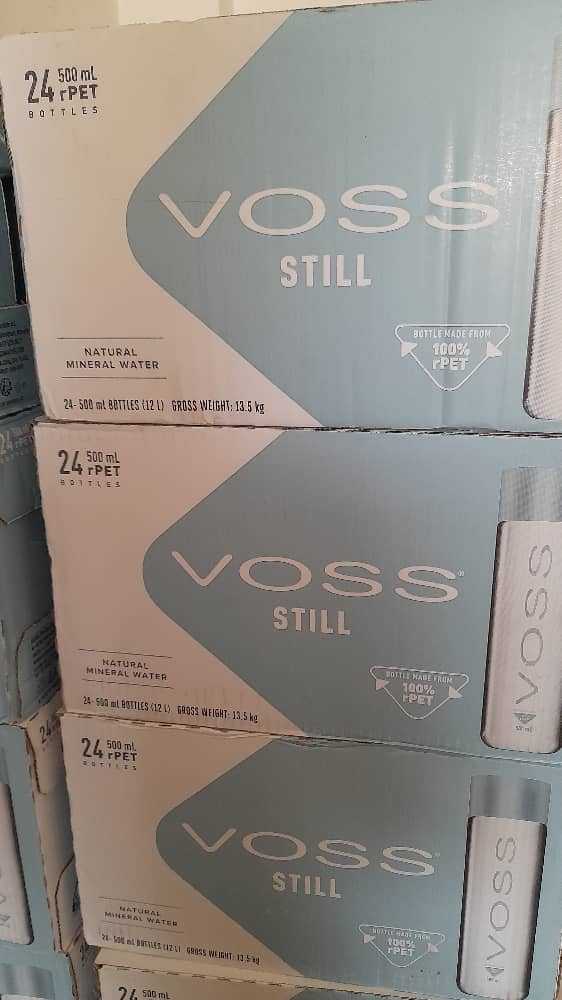 24 500 mL
rPET
BOTTLES
VOSS
STILL
BOTTLE MADE FROM
100%
rPET
NATURAL
MINERAL WATER
24- 500 mL BOTTLES (12 L) GROSS WEIGHT: 13.5 kg
24 500 mL
rPET
BOTTLES
VOSS®
STILL
BOTTLE MADE FROM
100%
rPET
NATURAL
MINERAL WATER
24- 500 mL BOTTLES (12 L) GROSS WEIGHT: 13.5 kg
VOSS
24 500 mL
rPET
BOTTLES
VOSS®
STILL
BOTTLE MADE FROM
100%
rPET
NATURAL
MINERAL WATER
24- 500 mL BOTTLES (12 L) GROSS WEIGHT: 13.5 kg
VOSS
24 500 mL
24